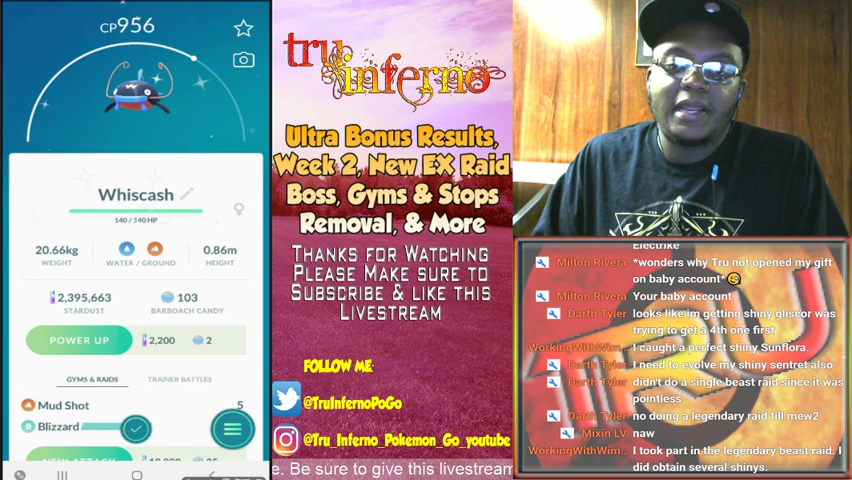 CP956
Whiscash
140 / 140 HP
20.66kg
WEIGHT
WATER / GROUND
0.86m
HEIGHT
2,395,663
STARDUST
103
BARBOACH CANDY
POWER UP
2,200
2
GYMS & RAIDS
TRAINER BATTLES
Mud Shot
5
Blizzard
tru
inferno
Ultra Bonus Results,
Week 2, New EX Raid
Boss, Gyms & Stops
Removal, & More
Thanks for Watching
Please Make sure to
Subscribe & like this
Livestream
FOLLOW ME
@TruInfernoPoGo
@Tru_Inferno_Pokemon_Go_youtube
e. Be sure to give this livestream
Electrike
Milton Rivera *wonders why Tru not opened my gift
on baby account*
Milton Rivera Your baby account
Darth Tyler looks like im getting shiny gliscor was
trying to get a 4th one first
WorkingWithWim... I caught a perfect shiny Sunflora.
Darth Tyler I need to evolve my shiny sentret also
Darth Tyler didn't do a single beast raid since it was
pointless
Darth Tyler no doing a legendary raid till mew2
Mixin LV naw
WorkingWithWim... I took part in the legendary beast raid. I
did obtain several shinys.